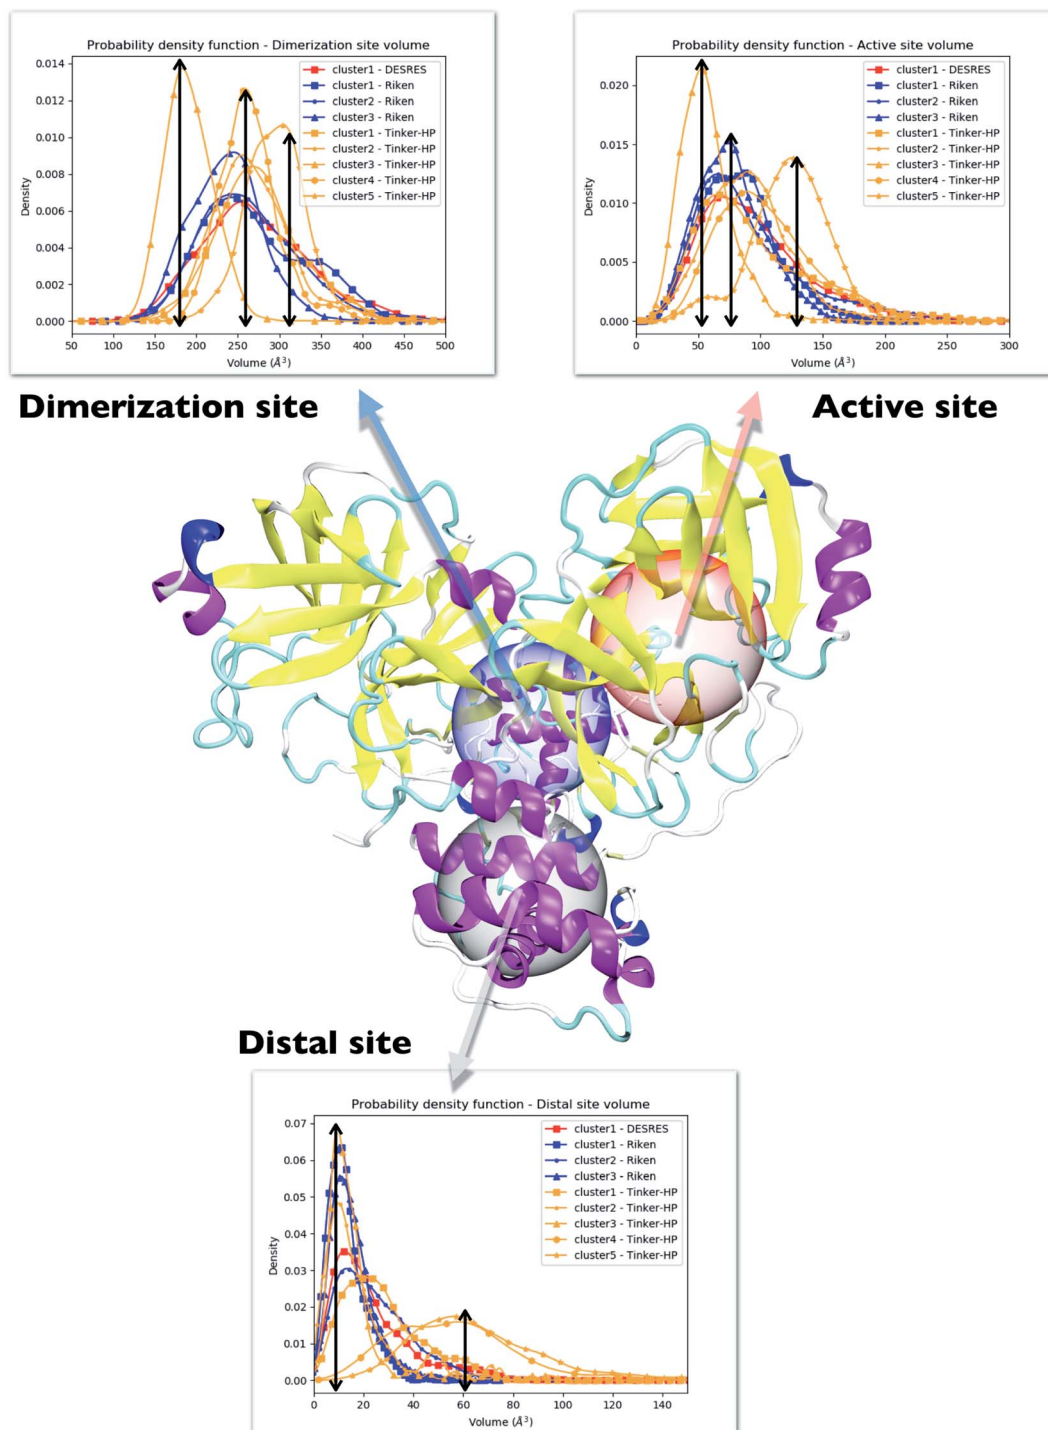 Probability density function - Dimerization site volume
0.014
0.012
0.010
0.008
0.006
0.004
0.002
0.000
Density
cluster1 - DESRES
cluster1 - Riken
cluster2 - Riken
cluster3 - Riken
cluster1 - Tinker-HP
cluster2 - Tinker-HP
cluster3 - Tinker-HP
cluster4 - Tinker-HP
cluster5 - Tinker-HP
50 100 150 200 250 300 350 400 450 500
Volume (Å³)
Probability density function - Active site volume
0.020
0.015
0.010
0.005
0.000
Density
cluster1 - DESRES
cluster1 - Riken
cluster2 - Riken
cluster3 - Riken
cluster1 - Tinker-HP
cluster2 - Tinker-HP
cluster3 - Tinker-HP
cluster4 - Tinker-HP
cluster5 - Tinker-HP
0 50 100 150 200 250 300
Volume (Å³)
Dimerization site
Active site
Distal site
Probability density function - Distal site volume
0.07
0.06
0.05
0.04
0.03
0.02
0.01
0.00
Density
cluster1 - DESRES
cluster1 - Riken
cluster2 - Riken
cluster3 - Riken
cluster1 - Tinker-HP
cluster2 - Tinker-HP
cluster3 - Tinker-HP
cluster4 - Tinker-HP
cluster5 - Tinker-HP
0 20 40 60 80 100 120 140
Volume (Å³)